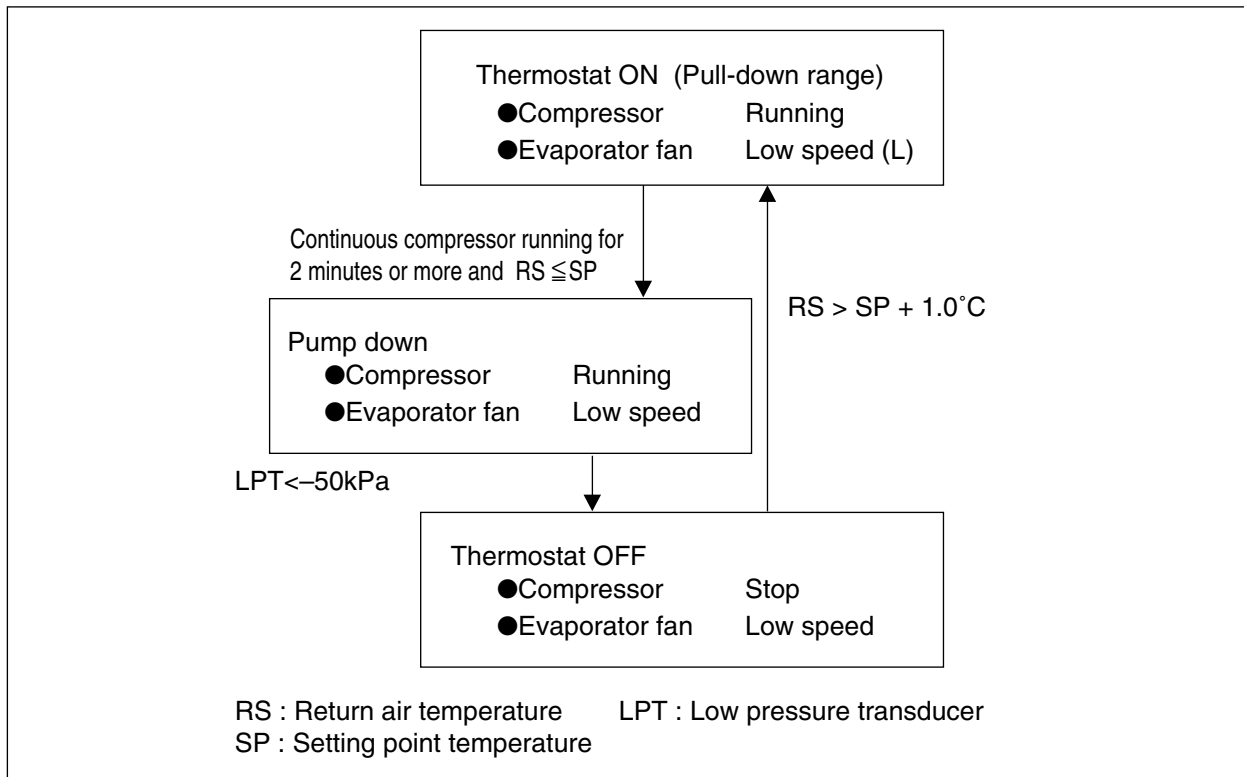 Thermostat ON (Pull-down range)
●Compressor Running
●Evaporator fan Low speed (L)
Continuous compressor running for
2 minutes or more and RS ≦SP
RS > SP + 1.0˚C
Pump down
●Compressor Running
●Evaporator fan Low speed
LPT<–50kPa
Thermostat OFF
●Compressor Stop
●Evaporator fan Low speed
RS : Return air temperature LPT : Low pressure transducer
SP : Setting point temperature